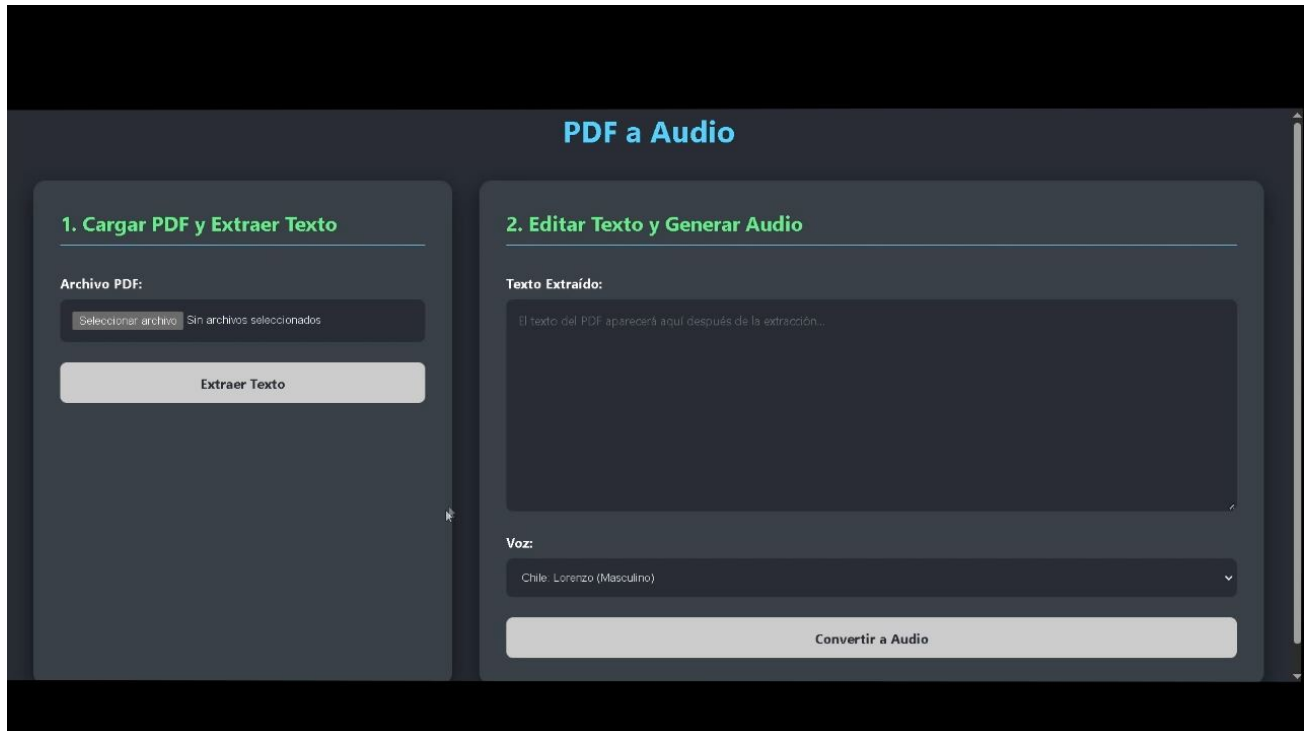 PDF a Audio
1. Cargar PDF y Extraer Texto
Archivo PDF:
Seleccionar archivo Sin archivos seleccionados
Extraer Texto
2. Editar Texto y Generar Audio
Texto Extraído:
El texto del PDF aparecerá aquí después de la extracción...
Voz:
Chile: Lorenzo (Masculino)
Convertir a Audio